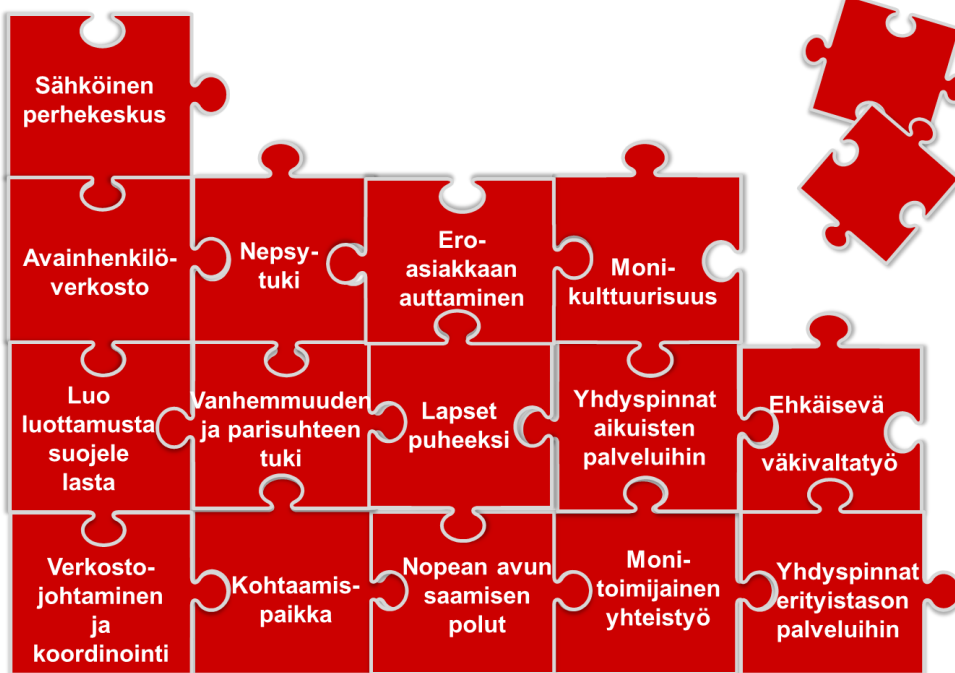 Sähköinen
perhekeskus
Avainhenkilö-
verkosto
Nepsy-
tuki
Ero-
asiakkaan
auttaminen
Moni-
kulttuurisuus
Luo
luottamusta
suojele
lasta
Vanhemmuuden
ja parisuhteen
tuki
Lapset
puheeksi
Yhdyspinnat
aikuisten
palveluihin
Ehkäisevä
väkivaltatyö
Verkosto-
johtaminen
ja
koordinointi
Kohtaamis-
paikka
Nopean avun
saamisen
polut
Moni-
toimijainen
yhteistyö
Yhdyspinnat
erityistason
palveluihin